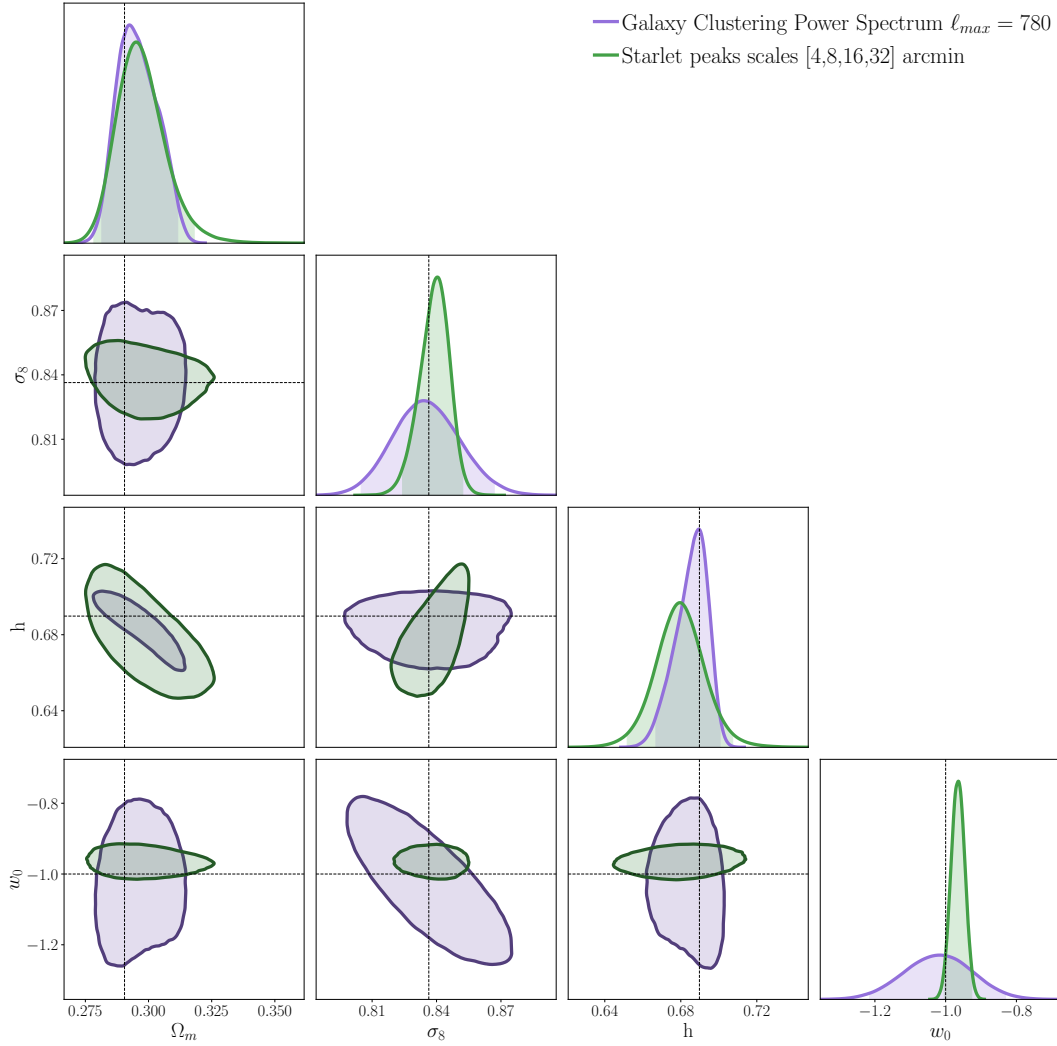 Galaxy Clustering Power Spectrum ℓ_max = 780
Starlet peaks scales [4,8,16,32] arcmin
σ_8
0.87
0.84
0.81
h
0.72
0.68
0.64
w_0
−0.8
−1.0
−1.2
0.275 0.300 0.325 0.350
0.81 0.84 0.87
0.64 0.68 0.72
−1.2 −1.0 −0.8
Ω_m
σ_8
h
w_0